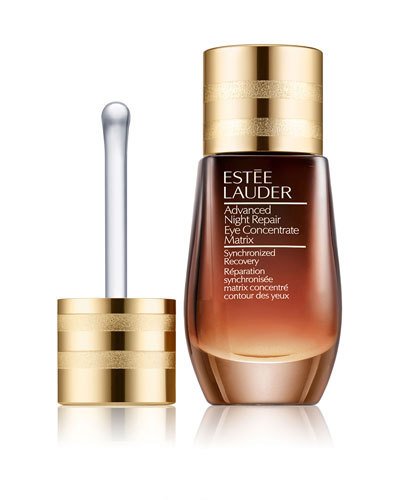 ESTĒE
LAUDER
Advanced
Night Repair
Eye Concentrate
Matrix
Synchronized
Recovery
Réparation
synchronisée
matrix concentré
contour des yeux